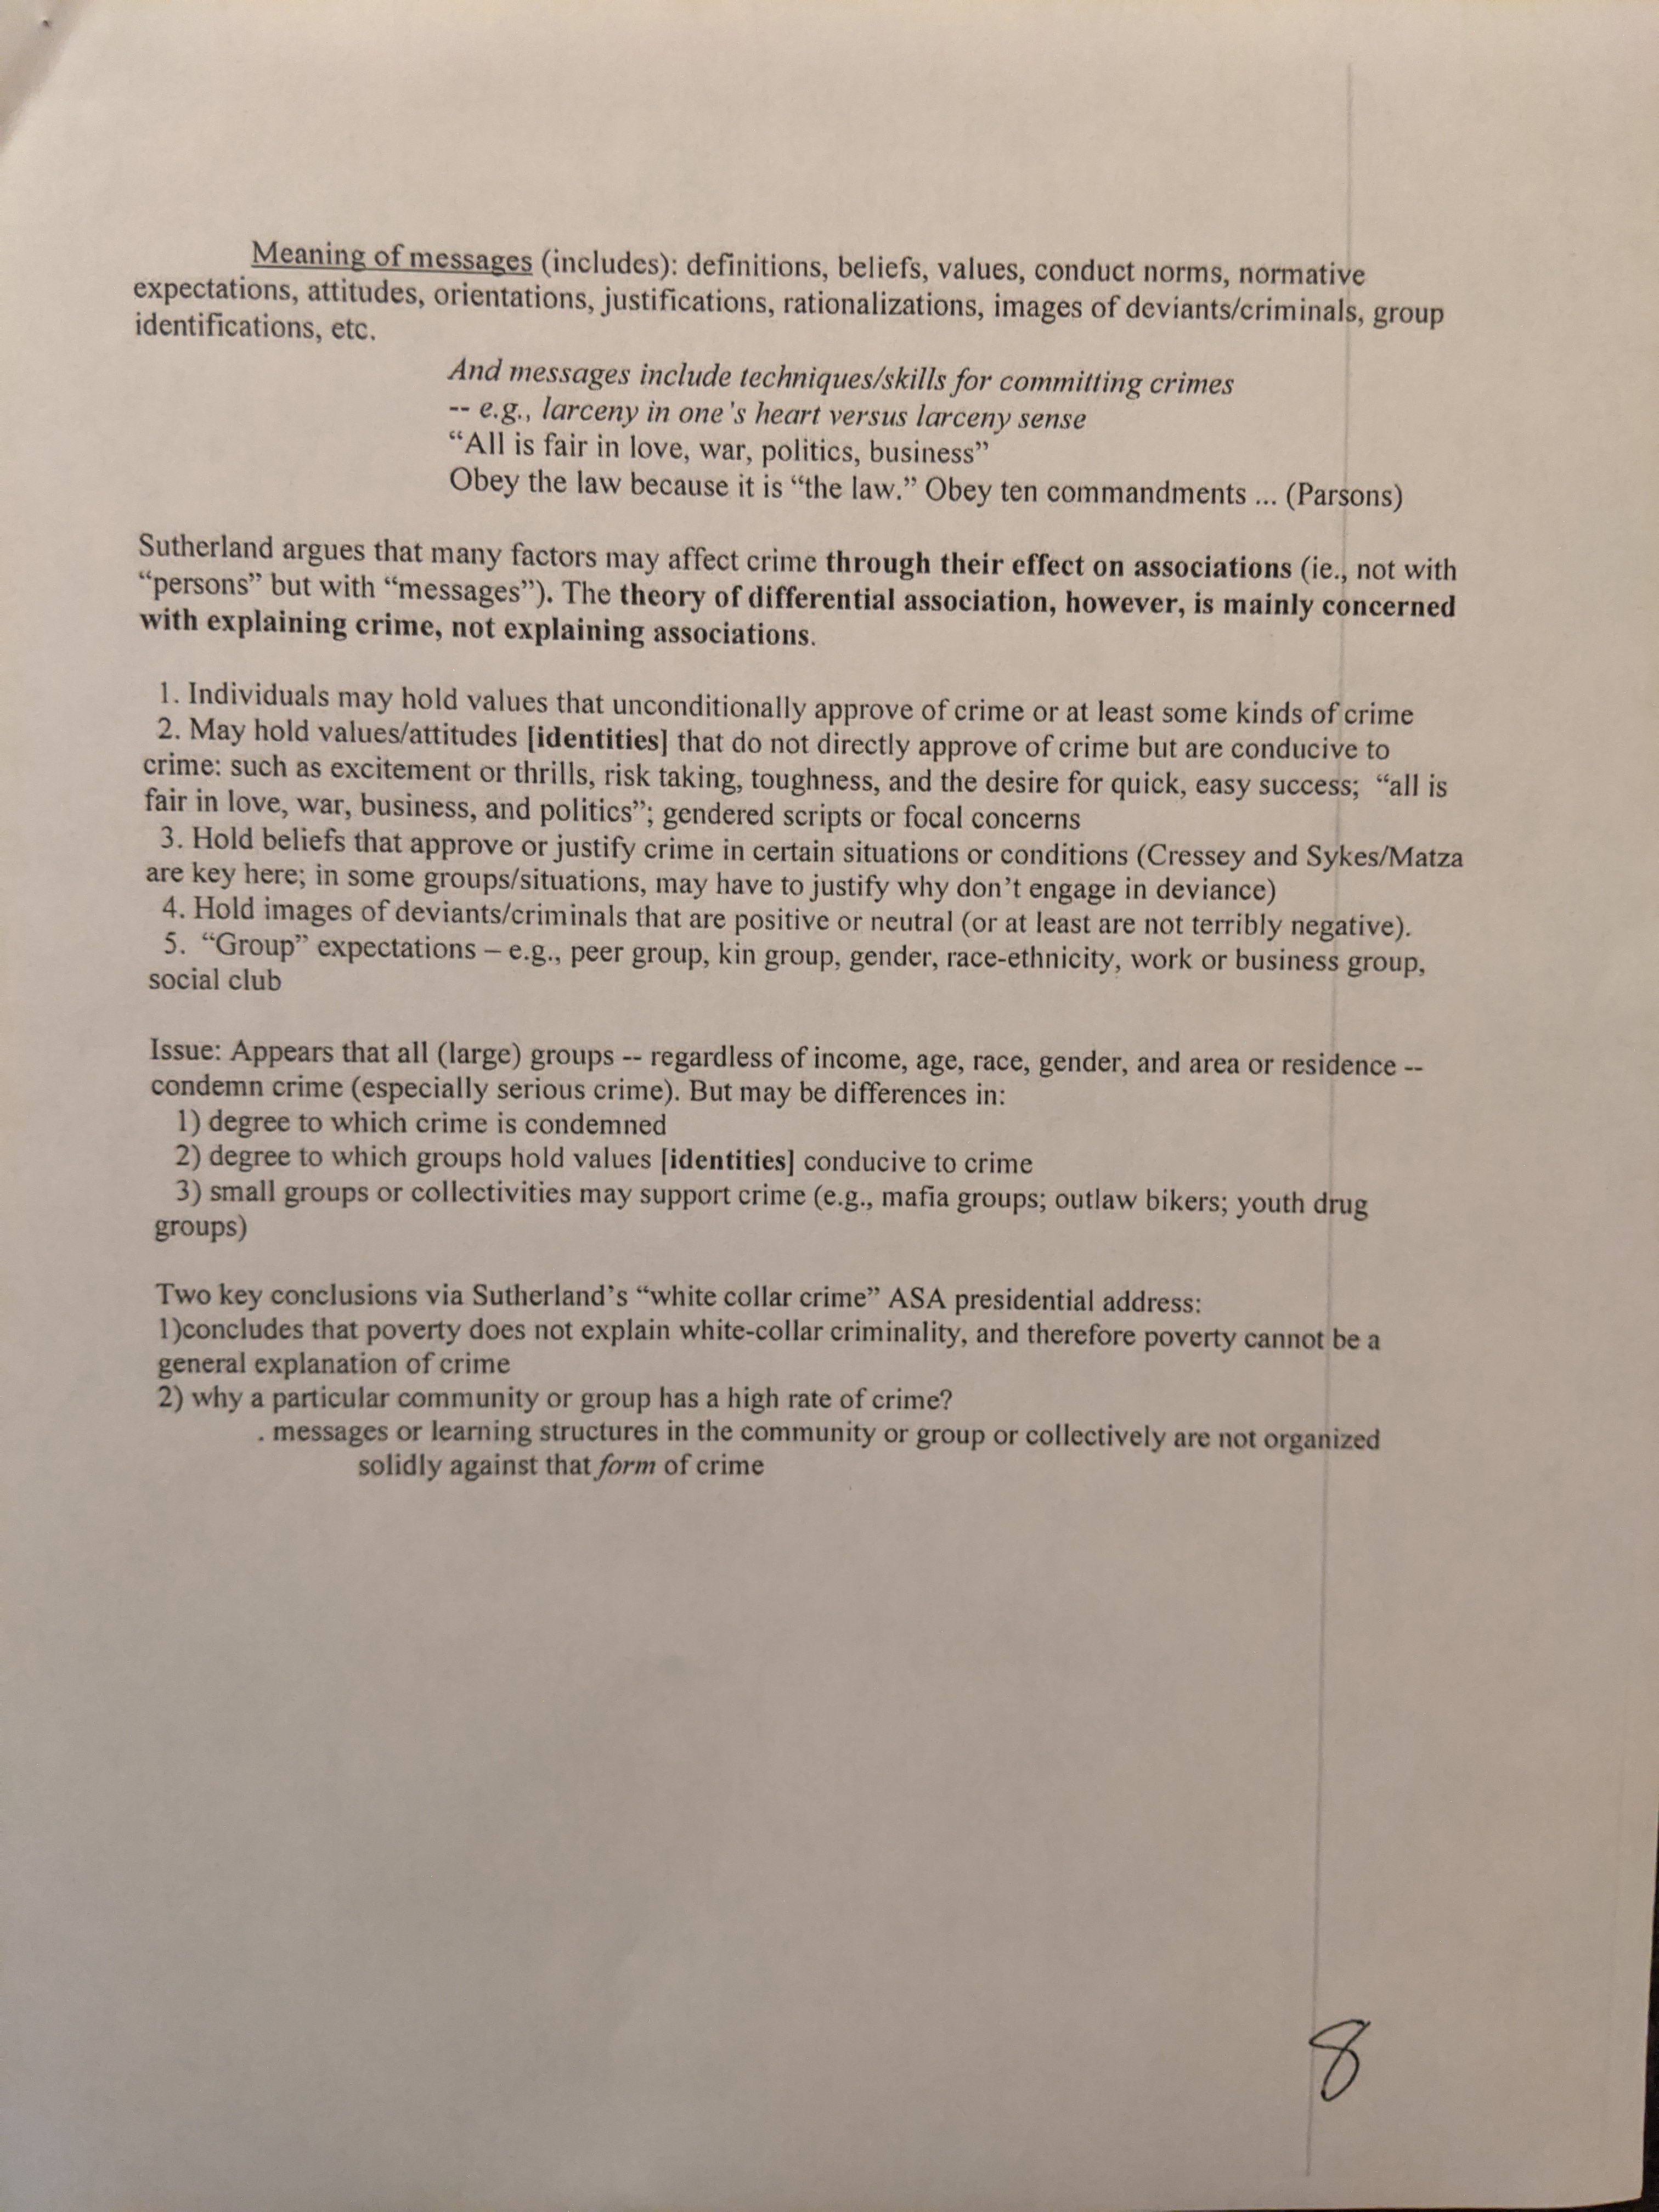 Meaning of messages (includes): definitions, beliefs, values, conduct norms, normative
expectations, attitudes, orientations, justifications, rationalizations, images of deviants/criminals, group
identifications, etc.
And messages include techniques/skills for committing crimes
-- e.g., larceny in one's heart versus larceny sense
“All is fair in love, war, politics, business”
Obey the law because it is “the law.” Obey ten commandments ... (Parsons)
Sutherland argues that many factors may affect crime through their effect on associations (ie., not with
“persons” but with “messages”). The theory of differential association, however, is mainly concerned
with explaining crime, not explaining associations.
1. Individuals may hold values that unconditionally approve of crime or at least some kinds of crime
2. May hold values/attitudes [identities] that do not directly approve of crime but are conducive to
crime: such as excitement or thrills, risk taking, toughness, and the desire for quick, easy success; “all is
fair in love, war, business, and politics”; gendered scripts or focal concerns
3. Hold beliefs that approve or justify crime in certain situations or conditions (Cressey and Sykes/Matza
are key here; in some groups/situations, may have to justify why don’t engage in deviance)
4. Hold images of deviants/criminals that are positive or neutral (or at least are not terribly negative).
5. “Group” expectations – e.g., peer group, kin group, gender, race-ethnicity, work or business group,
social club
Issue: Appears that all (large) groups -- regardless of income, age, race, gender, and area or residence --
condemn crime (especially serious crime). But may be differences in:
1) degree to which crime is condemned
2) degree to which groups hold values [identities] conducive to crime
3) small groups or collectivities may support crime (e.g., mafia groups; outlaw bikers; youth drug
groups)
Two key conclusions via Sutherland’s “white collar crime” ASA presidential address:
1)concludes that poverty does not explain white-collar criminality, and therefore poverty cannot be a
general explanation of crime
2) why a particular community or group has a high rate of crime?
. messages or learning structures in the community or group or collectively are not organized
solidly against that form of crime
8